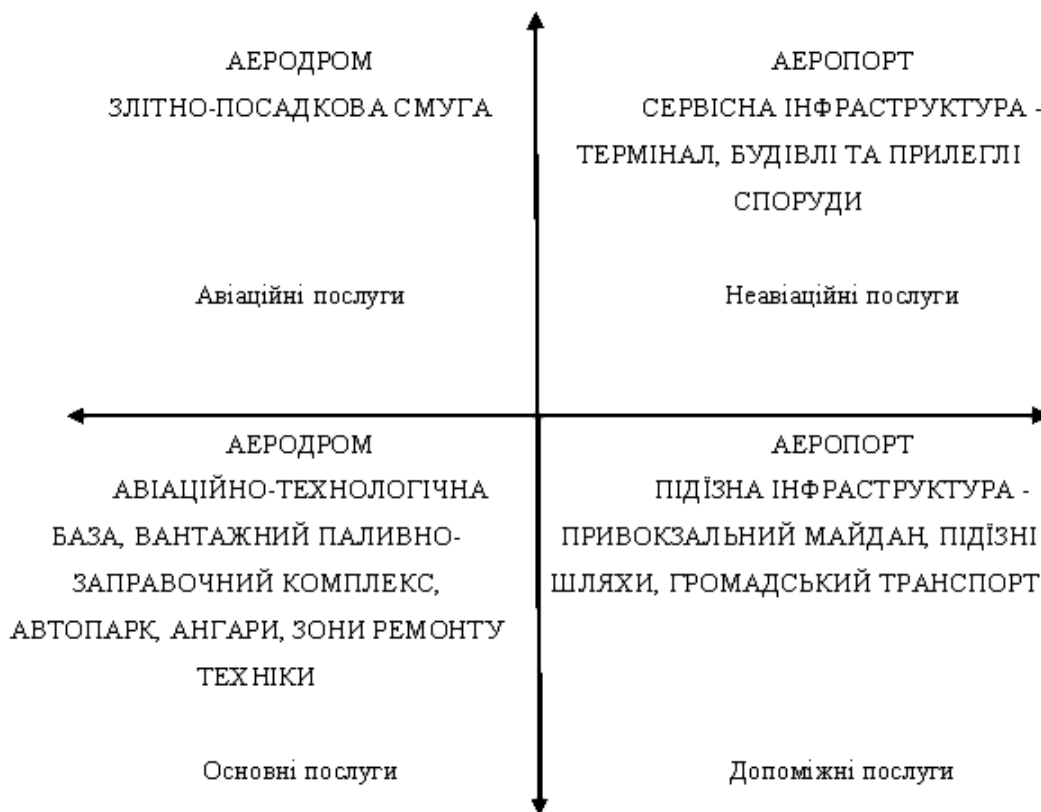 АЕРОДРОМ
ЗЛІТНО-ПОСАДКОВА СМУГА
Авіаційні послуги
АЕРОПОРТ
СЕРВІСНА ІНФРАСТРУКТУРА -
ТЕРМІНАЛ, БУДІВЛІ ТА ПРИЛЕГЛІ
СПОРУДИ
Неавіаційні послуги
АЕРОДРОМ
АВІАЦІЙНО-ТЕХНОЛОГІЧНА
БАЗА, ВАНТАЖНИЙ ПАЛИВНО-
ЗАПРАВОЧНИЙ КОМПЛЕКС,
АВТОПАРК, АНГАРИ, ЗОНИ РЕМОНТУ
ТЕХНІКИ
Основні послуги
АЕРОПОРТ
ПІДЇЗНА ІНФРАСТРУКТУРА -
ПРИВОКЗАЛЬНИЙ МАЙДАН, ПІДЇЗНІ
ШЛЯХИ, ГРОМАДСЬКИЙ ТРАНСПОРТ
Допоміжні послуги